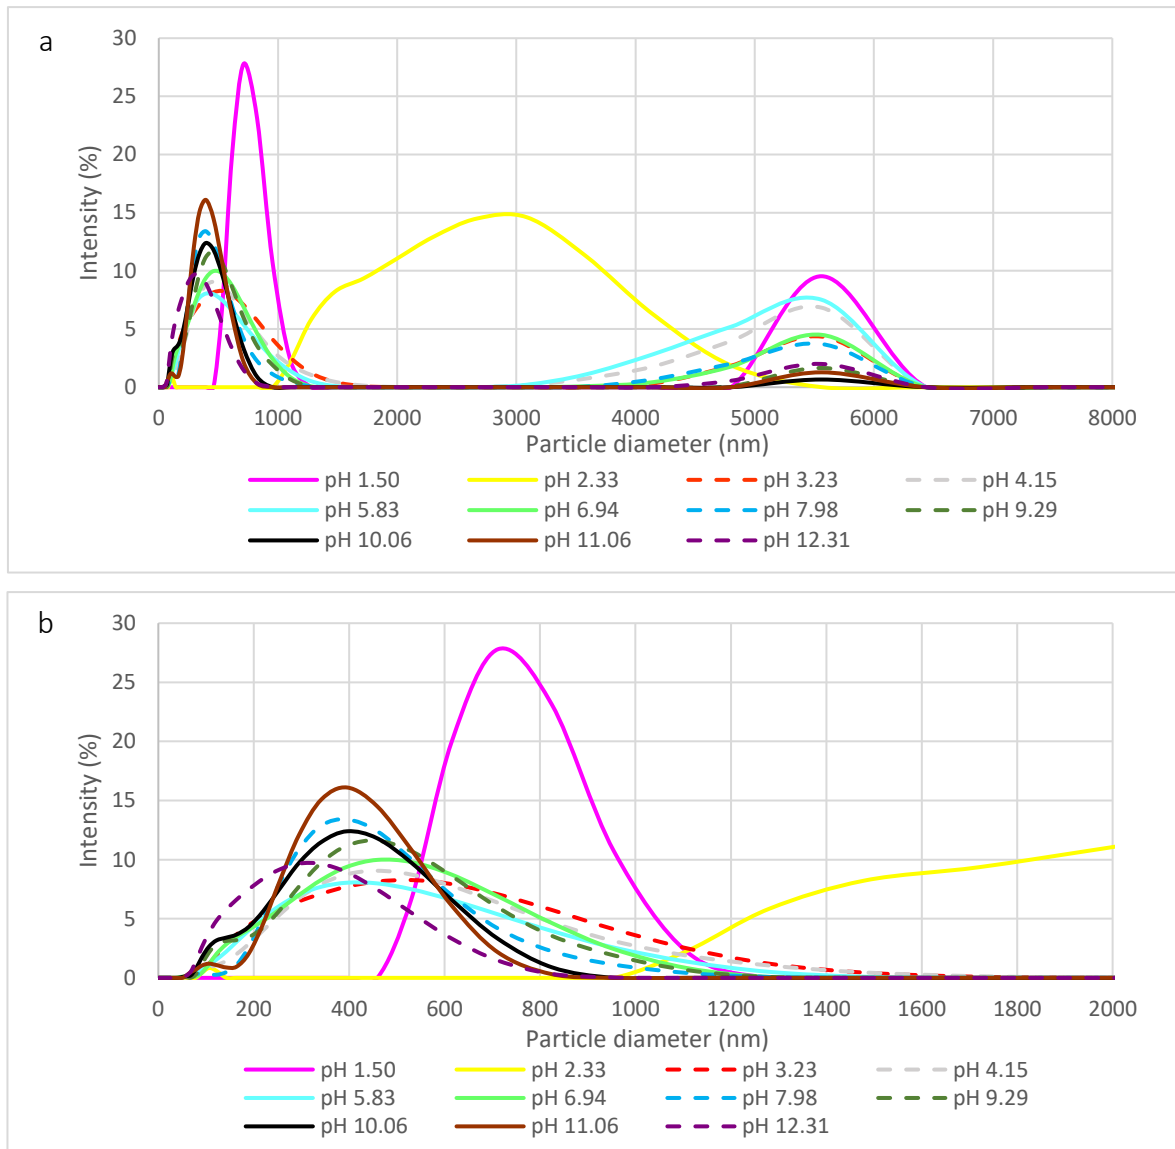 a
30
25
20
15
10
5
0
Intensity (%)
0 1000 2000 3000 4000 5000 6000 7000 8000
Particle diameter (nm)
pH 1.50 pH 2.33 pH 3.23 pH 4.15
pH 5.83 pH 6.94 pH 7.98 pH 9.29
pH 10.06 pH 11.06 pH 12.31
b
30
25
20
15
10
5
0
Intensity (%)
0 200 400 600 800 1000 1200 1400 1600 1800 2000
Particle diameter (nm)
pH 1.50 pH 2.33 pH 3.23 pH 4.15
pH 5.83 pH 6.94 pH 7.98 pH 9.29
pH 10.06 pH 11.06 pH 12.31